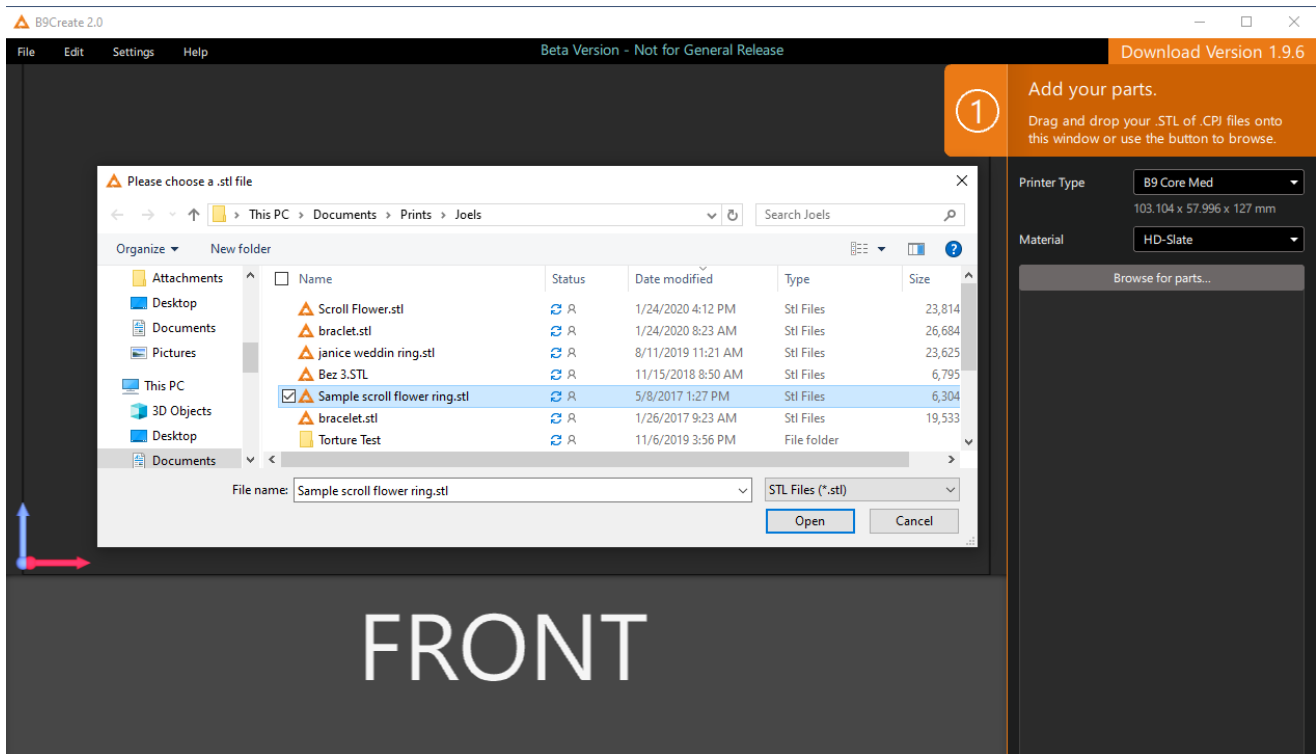 B9Create 2.0
File Edit Settings Help Beta Version - Not for General Release Download Version 1.9.6
1
Add your parts.
Drag and drop your .STL of .CPJ files onto
this window or use the button to browse.
Printer Type B9 Core Med
103.104 x 57.996 x 127 mm
Material HD-Slate
Browse for parts...
Please choose a .stl file
This PC > Documents > Prints > Joels Search Joels
Organize New folder
Attachments
Desktop
Documents
Pictures
This PC
3D Objects
Desktop
Documents
Name Status Date modified Type Size
Scroll Flower.stl 1/24/2020 4:12 PM Stl Files 23,814
braclet.stl 1/24/2020 8:23 AM Stl Files 26,684
janice weddin ring.stl 8/11/2019 11:21 AM Stl Files 23,625
Bez 3.STL 11/15/2018 8:50 AM Stl Files 6,795
Sample scroll flower ring.stl 5/8/2017 1:27 PM Stl Files 6,304
bracelet.stl 1/26/2017 9:23 AM Stl Files 19,533
Torture Test 11/6/2019 3:56 PM File folder
File name: Sample scroll flower ring.stl STL Files (*.stl)
Open Cancel
FRONT